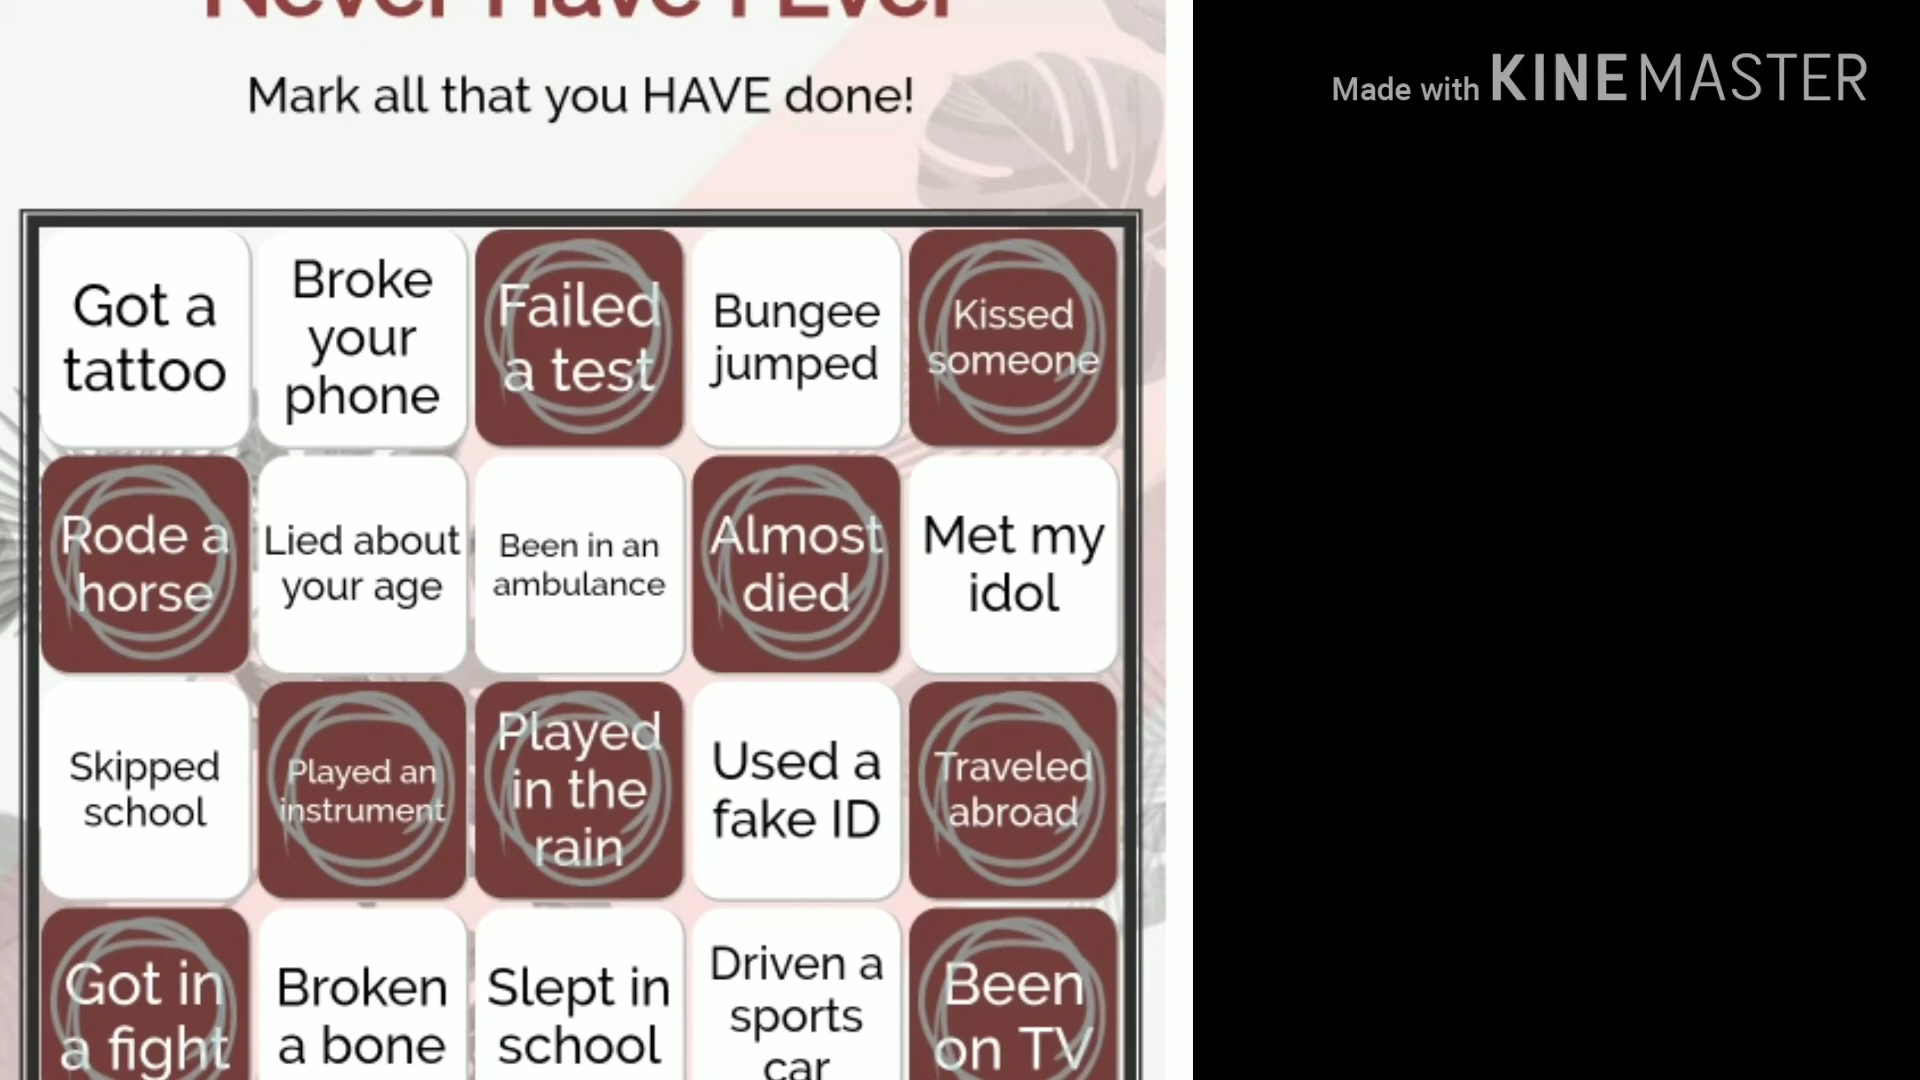 Never Have I Ever
Mark all that you HAVE done!
Made with KINEMASTER
Got a
tattoo
Broke
your
phone
Failed
a test
Bungee
jumped
Kissed
someone
Rode a
horse
Lied about
your age
Been in an
ambulance
Almost
died
Met my
idol
Skipped
school
Played an
instrument
Played
in the
rain
Used a
fake ID
Traveled
abroad
Got in
a fight
Broken
a bone
Slept in
school
Driven a
sports
car
Been
on TV